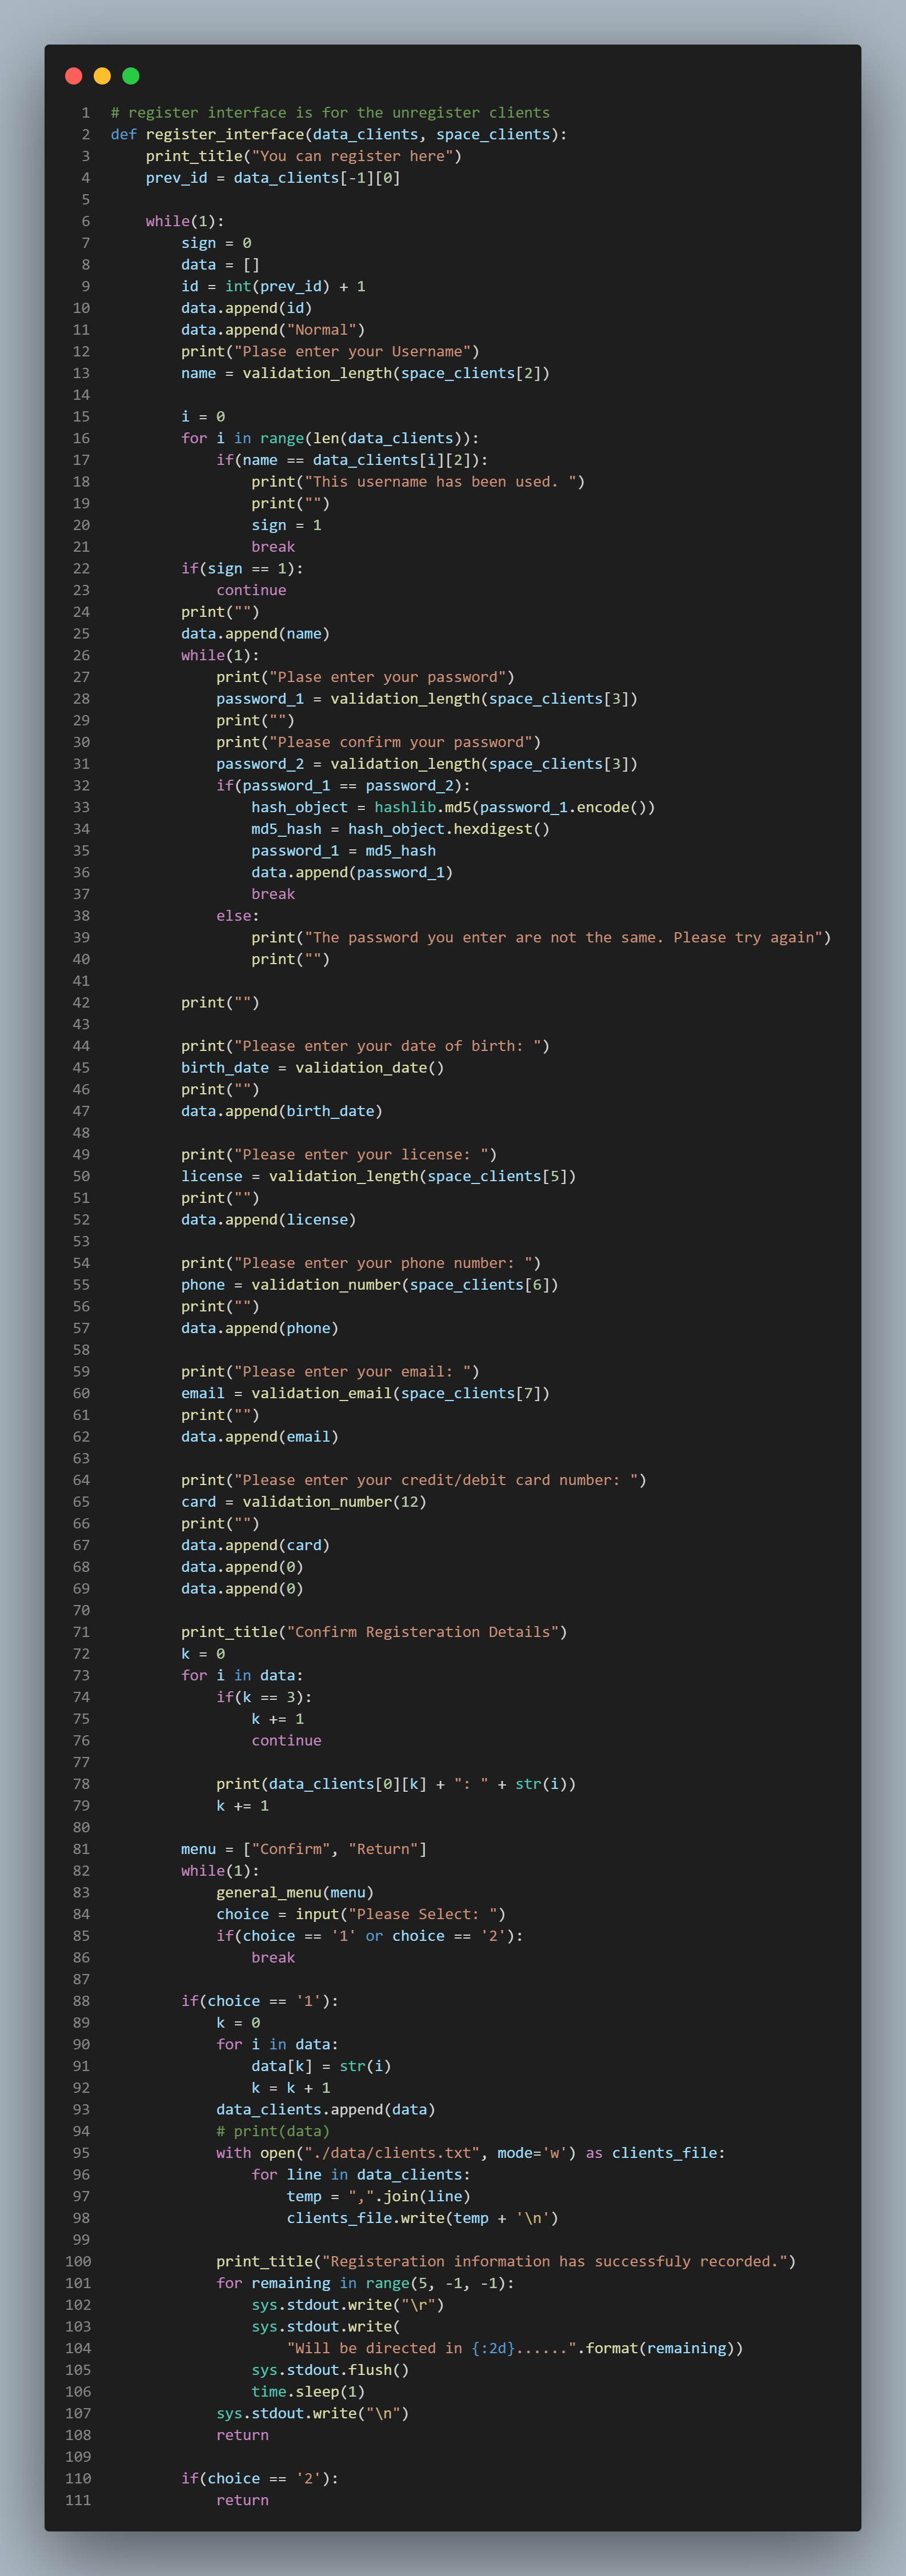 1 # register interface is for the unregister clients
2 def register_interface(data_clients, space_clients):
3     print_title("You can register here")
4     prev_id = data_clients[-1][0]
5
6     while(1):
7         sign = 0
8         data = []
9         id = int(prev_id) + 1
10         data.append(id)
11         data.append("Normal")
12         print("Plase enter your Username")
13         name = validation_length(space_clients[2])
14
15         i = 0
16         for i in range(len(data_clients)):
17             if(name == data_clients[i][2]):
18                 print("This username has been used. ")
19                 print("")
20                 sign = 1
21                 break
22         if(sign == 1):
23             continue
24         print("")
25         data.append(name)
26         while(1):
27             print("Plase enter your password")
28             password_1 = validation_length(space_clients[3])
29             print("")
30             print("Please confirm your password")
31             password_2 = validation_length(space_clients[3])
32             if(password_1 == password_2):
33                 hash_object = hashlib.md5(password_1.encode())
34                 md5_hash = hash_object.hexdigest()
35                 password_1 = md5_hash
36                 data.append(password_1)
37                 break
38             else:
39                 print("The password you enter are not the same. Please try again")
40                 print("")
41
42         print("")
43
44         print("Please enter your date of birth: ")
45         birth_date = validation_date()
46         print("")
47         data.append(birth_date)
48
49         print("Please enter your license: ")
50         license = validation_length(space_clients[5])
51         print("")
52         data.append(license)
53
54         print("Please enter your phone number: ")
55         phone = validation_number(space_clients[6])
56         print("")
57         data.append(phone)
58
59         print("Please enter your email: ")
60         email = validation_email(space_clients[7])
61         print("")
62         data.append(email)
63
64         print("Please enter your credit/debit card number: ")
65         card = validation_number(12)
66         print("")
67         data.append(card)
68         data.append(0)
69         data.append(0)
70
71         print_title("Confirm Registeration Details")
72         k = 0
73         for i in data:
74             if(k == 3):
75                 k += 1
76                 continue
77
78             print(data_clients[0][k] + ": " + str(i))
79             k += 1
80
81         menu = ["Confirm", "Return"]
82         while(1):
83             general_menu(menu)
84             choice = input("Please Select: ")
85             if(choice == '1' or choice == '2'):
86                 break
87
88         if(choice == '1'):
89             k = 0
90             for i in data:
91                 data[k] = str(i)
92                 k = k + 1
93             data_clients.append(data)
94             # print(data)
95             with open("./data/clients.txt", mode='w') as clients_file:
96                 for line in data_clients:
97                     temp = ",".join(line)
98                     clients_file.write(temp + '\n')
99
100             print_title("Registeration information has successfuly recorded.")
101             for remaining in range(5, -1, -1):
102                 sys.stdout.write("\r")
103                 sys.stdout.write(
104                     "Will be directed in {:2d}......".format(remaining))
105                 sys.stdout.flush()
106                 time.sleep(1)
107             sys.stdout.write("\n")
108             return
109
110         if(choice == '2'):
111             return